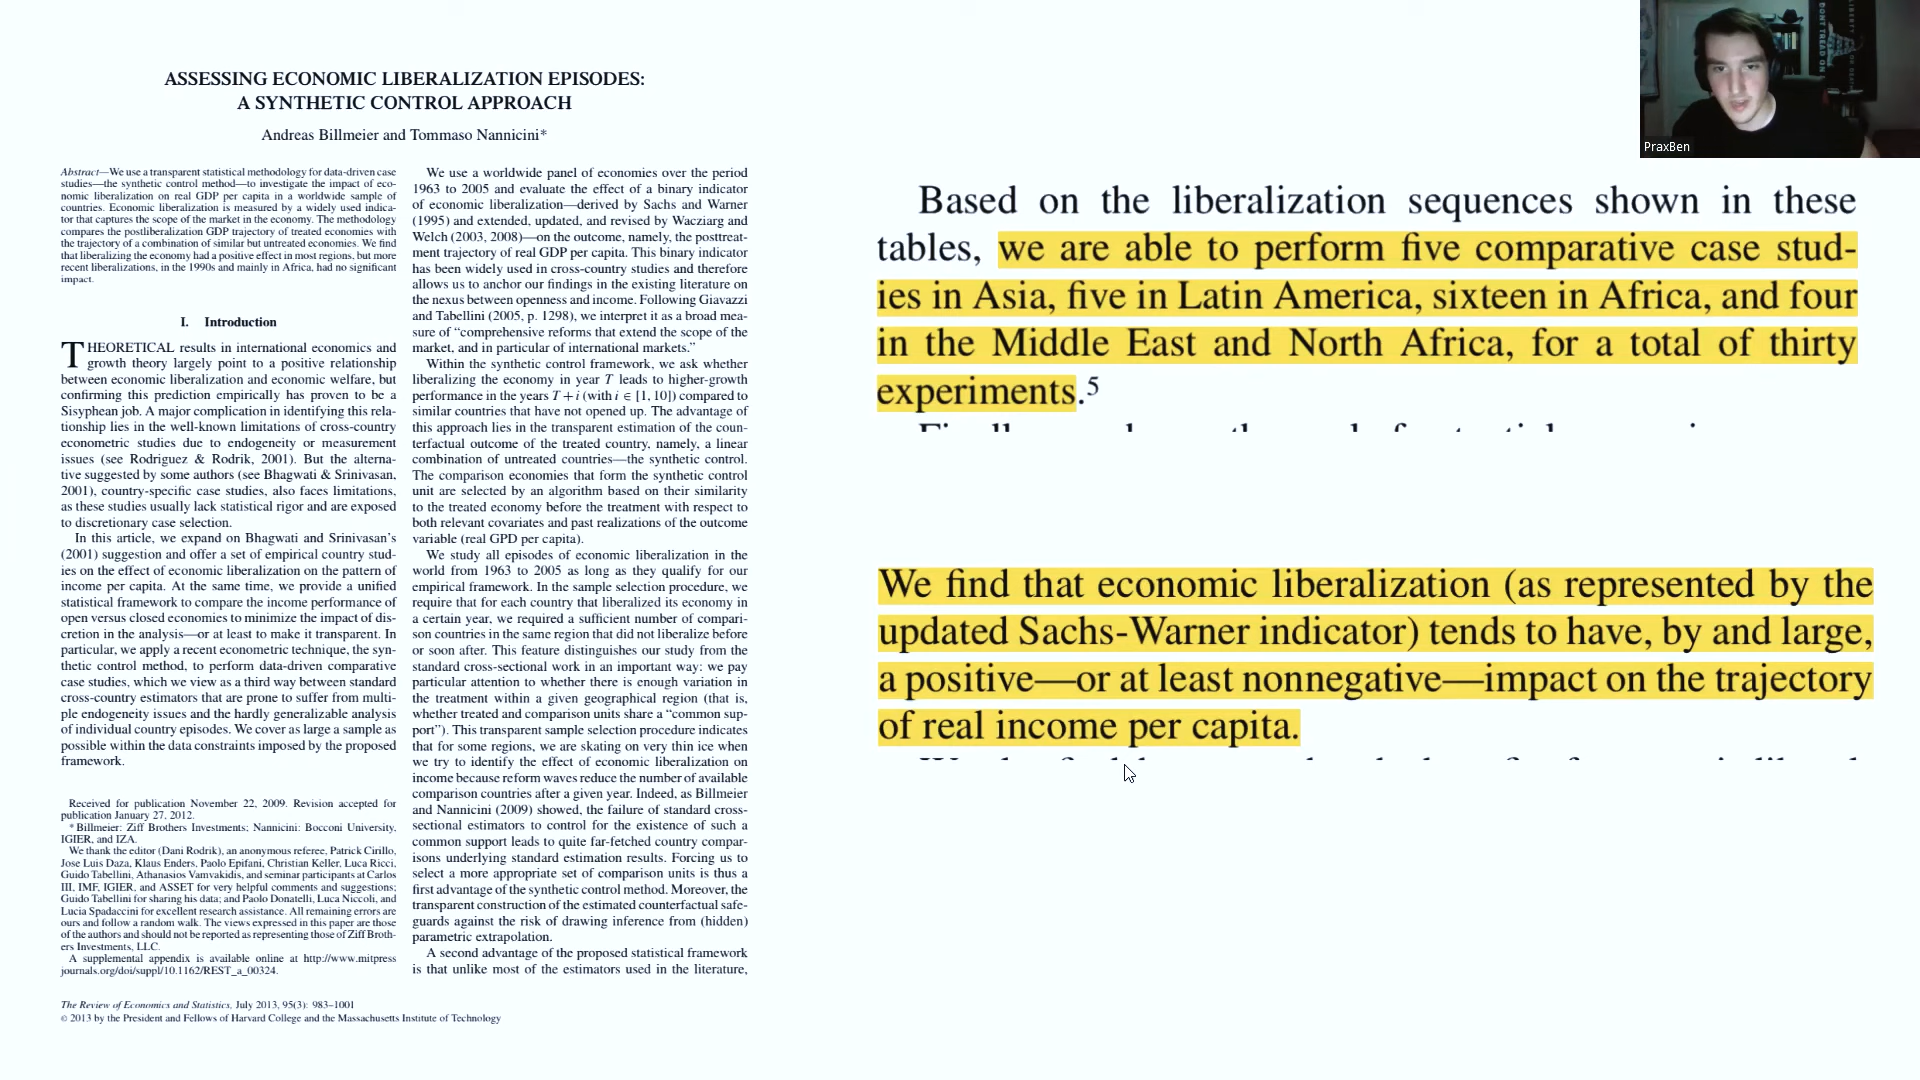 ASSESSING ECONOMIC LIBERALIZATION EPISODES:
A SYNTHETIC CONTROL APPROACH
Andreas Billmeier and Tommaso Nannicini*
Abstract—We use a transparent statistical methodology for data-driven case
studies—the synthetic control method—to investigate the impact of eco-
nomic liberalization on real GDP per capita in a worldwide sample of
countries. Economic liberalization is measured by a widely used indica-
tor that captures the scope of the market in the economy. The methodology
compares the postliberalization GDP trajectory of treated economies with
the trajectory of a combination of similar but untreated economies. We find
that liberalizing the economy had a positive effect in most regions, but more
recent liberalizations, in the 1990s and mainly in Africa, had no significant
impact.
I. Introduction
THEORETICAL results in international economics and
growth theory largely point to a positive relationship
between economic liberalization and economic welfare, but
confirming this prediction empirically has proven to be a
Sisyphean job. A major complication in identifying this rela-
tionship lies in the well-known limitations of cross-country
econometric studies due to endogeneity or measurement
issues (see Rodriguez & Rodrik, 2001). But the alterna-
tive suggested by some authors (see Bhagwati & Srinivasan,
2001), country-specific case studies, also faces limitations,
as these studies usually lack statistical rigor and are exposed
to discretionary case selection.
In this article, we expand on Bhagwati and Srinivasan's
(2001) suggestion and offer a set of empirical country stud-
ies on the effect of economic liberalization on the pattern of
income per capita. At the same time, we provide a unified
statistical framework to compare the income performance of
open versus closed economies to minimize the impact of dis-
cretion in the analysis—or at least to make it transparent. In
particular, we apply a recent econometric technique, the syn-
thetic control method, to perform data-driven comparative
case studies, which we view as a third way between standard
cross-country estimators that are prone to suffer from multi-
ple endogeneity issues and the hardly generalizable analysis
of individual country episodes. We cover as large a sample as
possible within the data constraints imposed by the proposed
framework.
Received for publication November 22, 2009. Revision accepted for
publication January 27, 2012.
* Billmeier: Ziff Brothers Investments; Nannicini: Bocconi University,
IGIER, and IZA.
We thank the editor (Dani Rodrik), an anonymous referee, Patrick Cirillo,
Jose Luis Daza, Klaus Enders, Paolo Epifani, Christian Keller, Luca Ricci,
Guido Tabellini, Athanasios Vamvakidis, and seminar participants at Carlos
III, IMF, IGIER, and ASSET for very helpful comments and suggestions;
Guido Tabellini for sharing his data; and Paolo Donatelli, Luca Niccoli, and
Lucia Spadaccini for excellent research assistance. All remaining errors are
ours and follow a random walk. The views expressed in this paper are those
of the authors and should not be reported as representing those of Ziff Broth-
ers Investments, LLC.
A supplemental appendix is available online at http://www.mitpress
journals.org/doi/suppl/10.1162/REST_a_00324.
We use a worldwide panel of economies over the period
1963 to 2005 and evaluate the effect of a binary indicator
of economic liberalization—derived by Sachs and Warner
(1995) and extended, updated, and revised by Wacziarg and
Welch (2003, 2008)—on the outcome, namely, the posttreat-
ment trajectory of real GDP per capita. This binary indicator
has been widely used in cross-country studies and therefore
allows us to anchor our findings in the existing literature on
the nexus between openness and income. Following Giavazzi
and Tabellini (2005, p. 1298), we interpret it as a broad mea-
sure of “comprehensive reforms that extend the scope of the
market, and in particular of international markets.”
Within the synthetic control framework, we ask whether
liberalizing the economy in year T leads to higher-growth
performance in the years T + i (with i ∈ [1, 10]) compared to
similar countries that have not opened up. The advantage of
this approach lies in the transparent estimation of the coun-
terfactual outcome of the treated country, namely, a linear
combination of untreated countries—the synthetic control.
The comparison economies that form the synthetic control
unit are selected by an algorithm based on their similarity
to the treated economy before the treatment with respect to
both relevant covariates and past realizations of the outcome
variable (real GPD per capita).
We study all episodes of economic liberalization in the
world from 1963 to 2005 as long as they qualify for our
empirical framework. In the sample selection procedure, we
require that for each country that liberalized its economy in
a certain year, we required a sufficient number of compari-
son countries in the same region that did not liberalize before
or soon after. This feature distinguishes our study from the
standard cross-sectional work in an important way: we pay
particular attention to whether there is enough variation in
the treatment within a given geographical region (that is,
whether treated and comparison units share a “common sup-
port”). This transparent sample selection procedure indicates
that for some regions, we are skating on very thin ice when
we try to identify the effect of economic liberalization on
income because reform waves reduce the number of available
comparison countries after a given year. Indeed, as Billmeier
and Nannicini (2009) showed, the failure of standard cross-
sectional estimators to control for the existence of such a
common support leads to quite far-fetched country compar-
isons underlying standard estimation results. Forcing us to
select a more appropriate set of comparison units is thus a
first advantage of the synthetic control method. Moreover, the
transparent construction of the estimated counterfactual safe-
guards against the risk of drawing inference from (hidden)
parametric extrapolation.
A second advantage of the proposed statistical framework
is that unlike most of the estimators used in the literature,
The Review of Economics and Statistics, July 2013, 95(3): 983–1001
© 2013 by the President and Fellows of Harvard College and the Massachusetts Institute of Technology
PraxBen
Based on the liberalization sequences shown in these
tables, we are able to perform five comparative case stud-
ies in Asia, five in Latin America, sixteen in Africa, and four
in the Middle East and North Africa, for a total of thirty
experiments.5
We find that economic liberalization (as represented by the
updated Sachs-Warner indicator) tends to have, by and large,
a positive—or at least nonnegative—impact on the trajectory
of real income per capita.